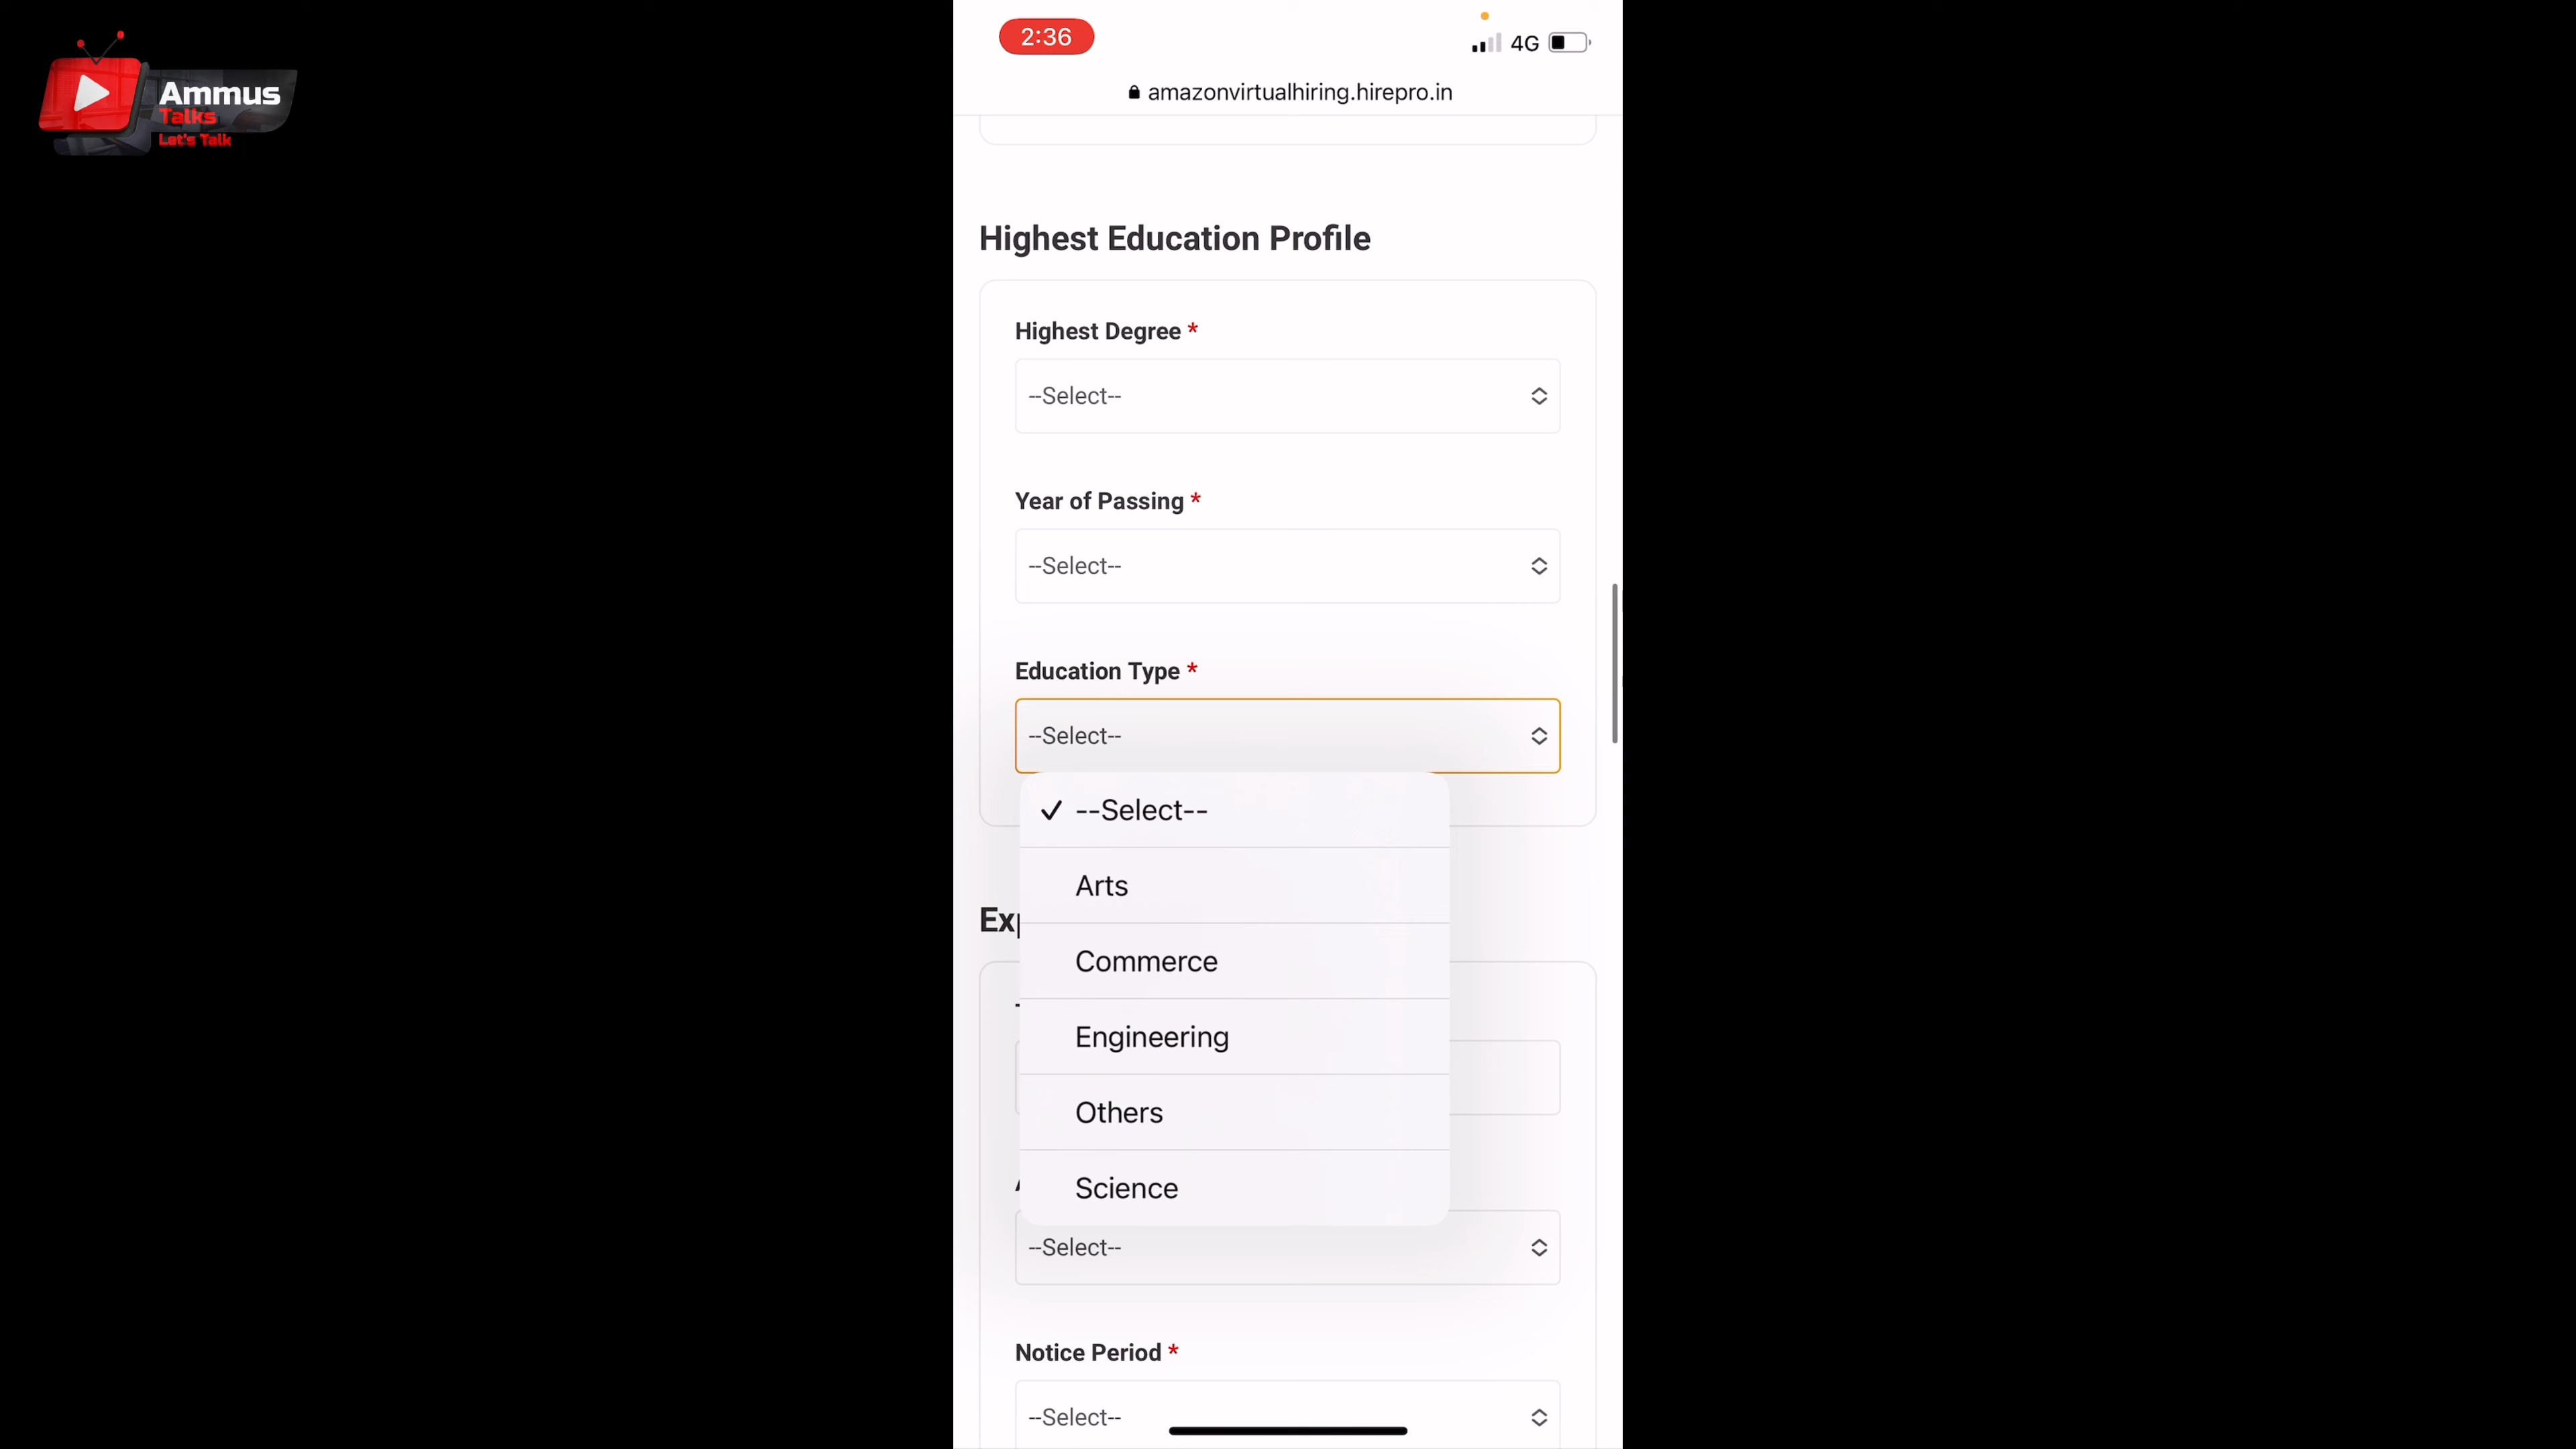 Ammus
Talks
Let's Talk
2:36
4G
amazonvirtualhiring.hirepro.in
Highest Education Profile
Highest Degree *
--Select--
Year of Passing *
--Select--
Education Type *
--Select--
✓ --Select--
Arts
Commerce
Engineering
Others
Science
--Select--
Notice Period *
--Select--